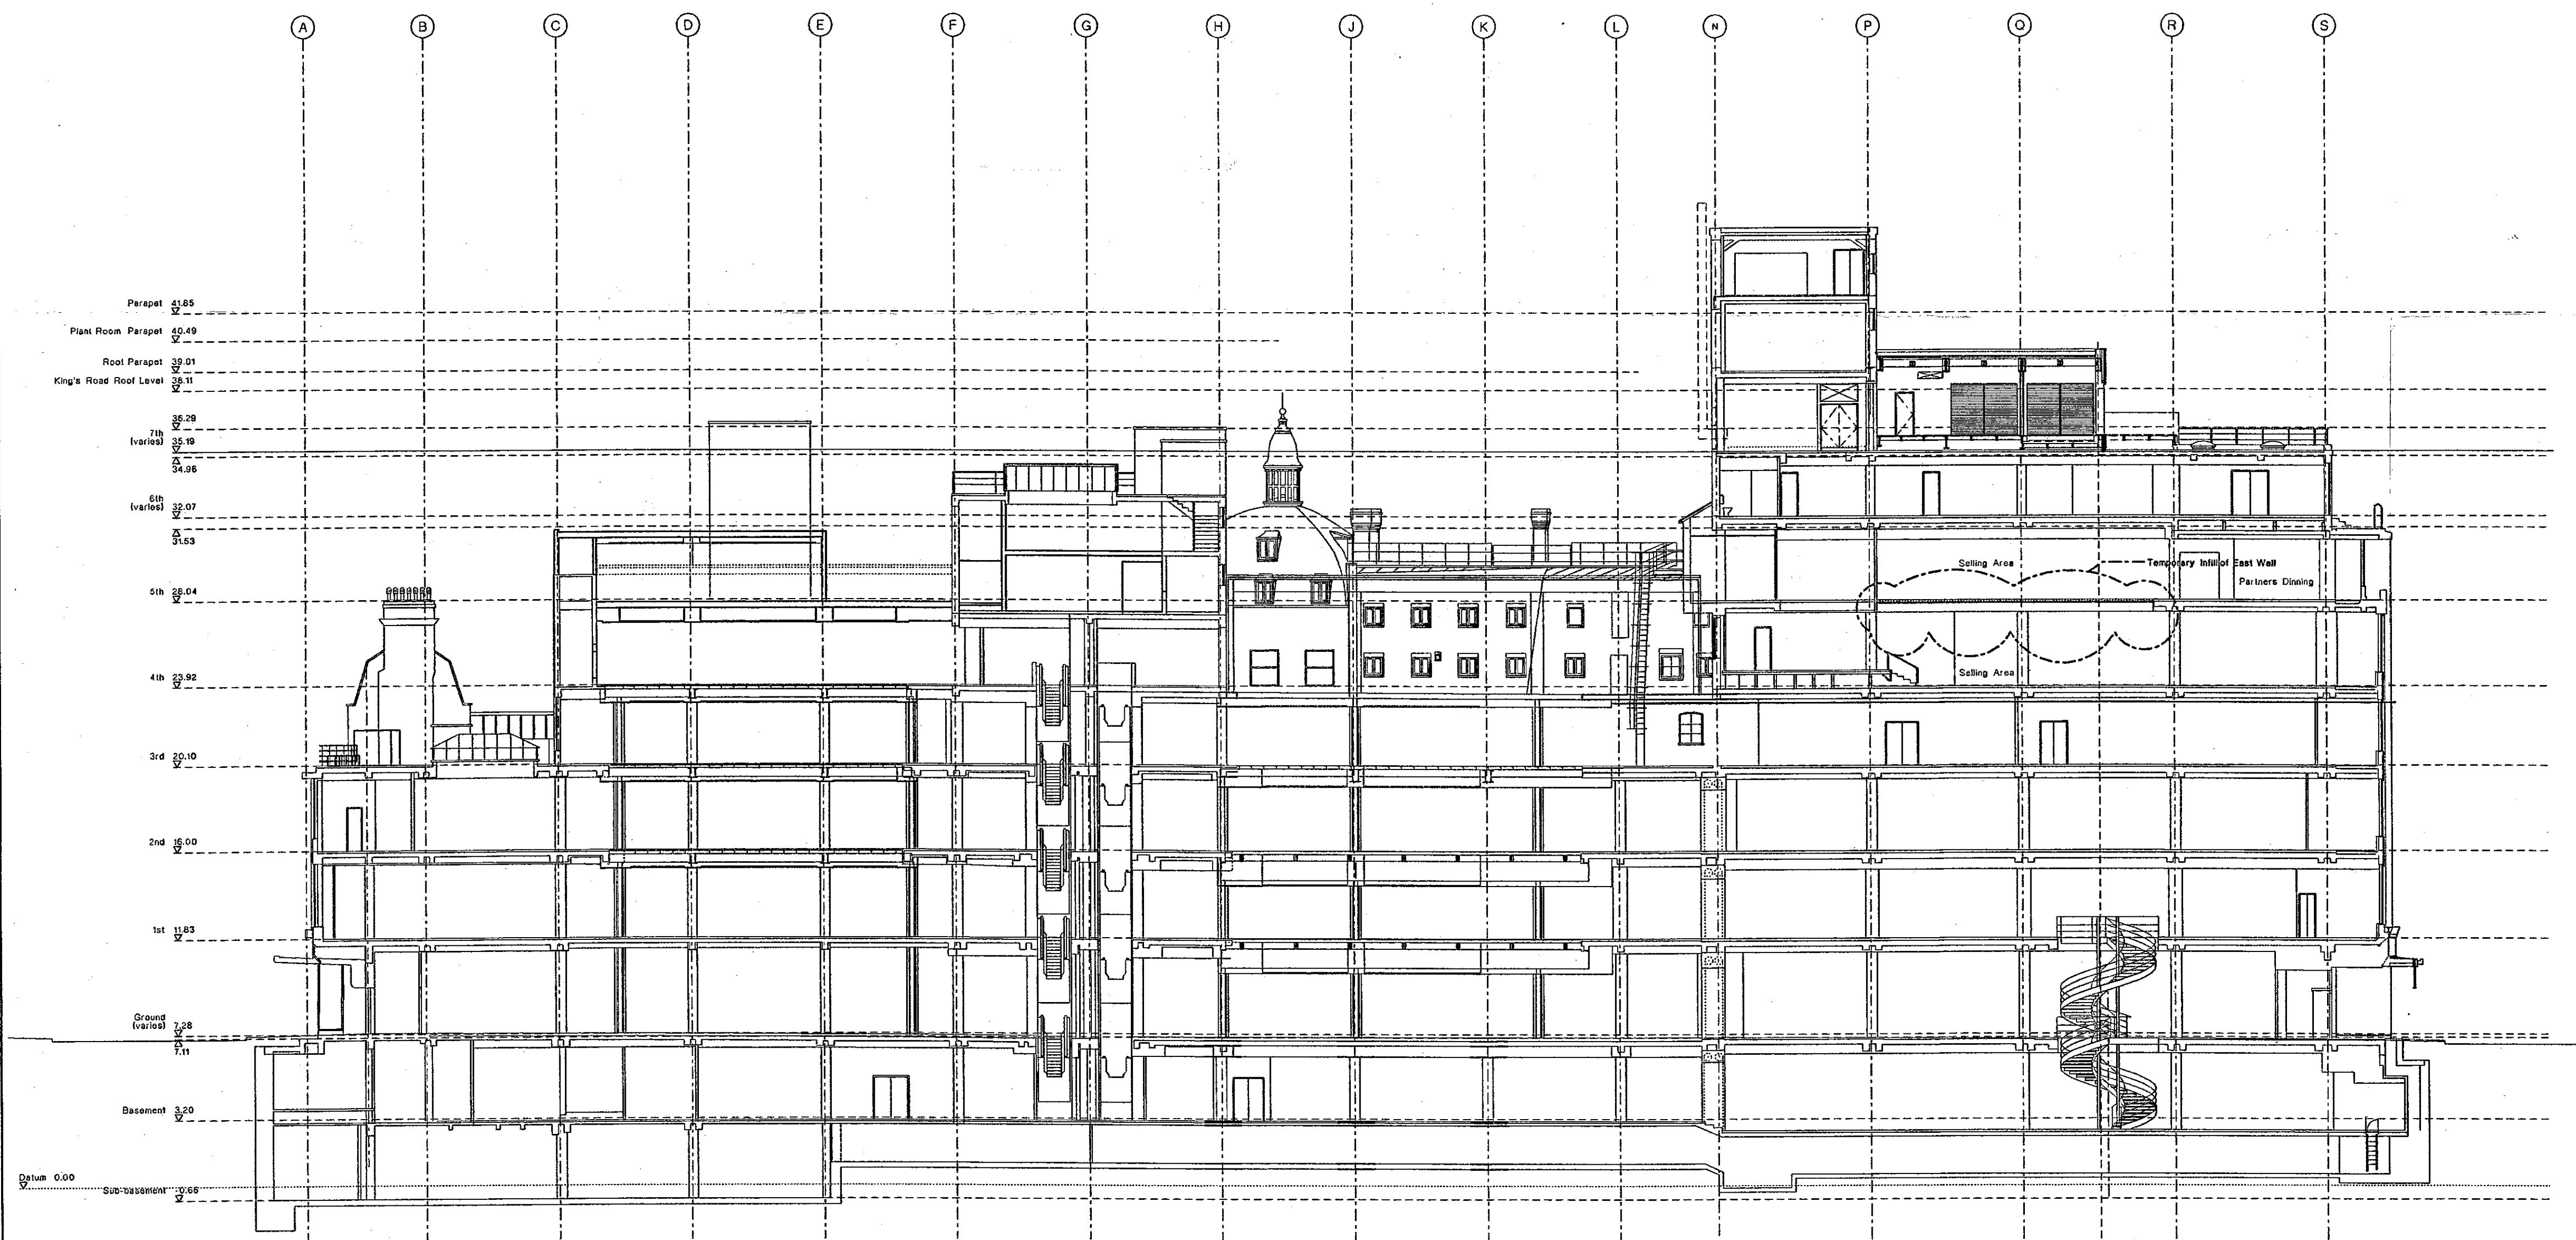 A B C D E F G H J K L N P Q R S
Parapet 41.85
Plant Room Parapet 40.49
Roof Parapet 39.01
King's Road Roof Level 38.11
36.29
7th
(varies) 35.19
34.96
6th
(varies) 32.07
31.53
Selling Area
Temporary Infill of East Wall
Partners Dinning
5th 28.04
4th 23.92
Selling Area
3rd 20.10
2nd 16.00
1st 11.83
Ground
(varies) 7.28
7.11
Basement 3.20
Datum 0.00
Sub-basement -0.66